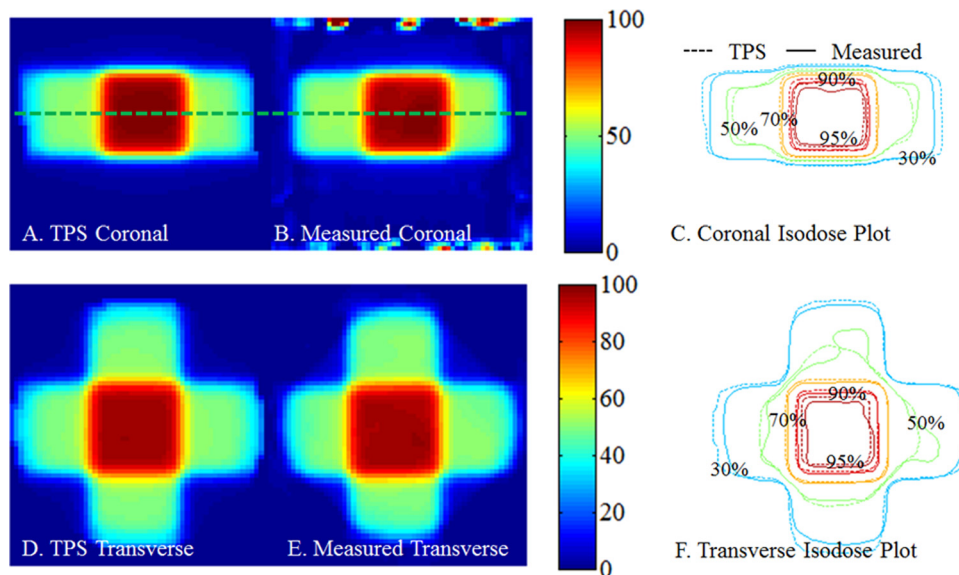 100
50
0
A. TPS Coronal
B. Measured Coronal
TPS
Measured
90%
70%
50%
95%
30%
C. Coronal Isodose Plot
100
80
60
40
20
0
D. TPS Transverse
E. Measured Transverse
90%
70%
50%
95%
30%
F. Transverse Isodose Plot